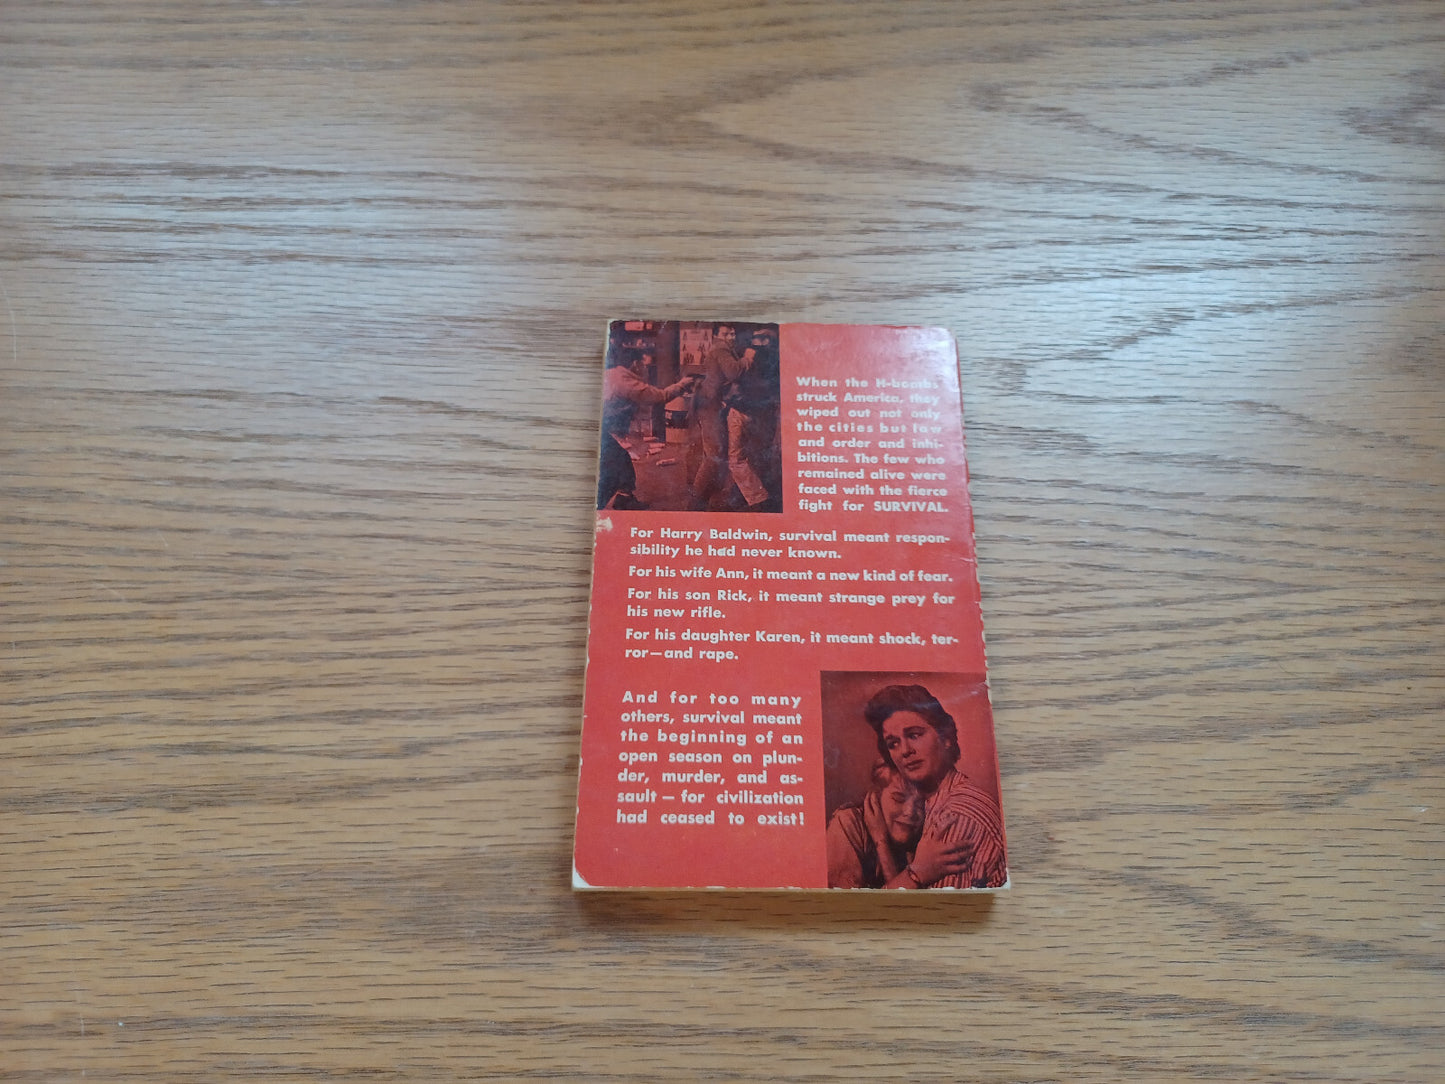 When the H-bombs
struck America, they
wiped out not only
the cities but law
and order and inhi-
bitions. The few who
remained alive were
faced with the fierce
fight for SURVIVAL.
For Harry Baldwin, survival meant respon-
sibility he had never known.
For his wife Ann, it meant a new kind of fear.
For his son Rick, it meant strange prey for
his new rifle.
For his daughter Karen, it meant shock, ter-
ror—and rape.
And for too many
others, survival meant
the beginning of an
open season on plun-
der, murder, and as-
sault — for civilization
had ceased to exist!